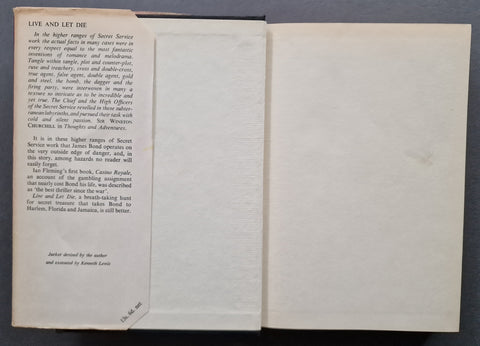 LIVE AND LET DIE
In the higher ranges of Secret Service
work the actual facts in many cases were in
every respect equal to the most fantastic
inventions of romance and melodrama.
Tangle within tangle, plot and counter-plot,
ruse and treachery, cross and double-cross,
true agent, false agent, double agent, gold
and steel, the bomb, the dagger and the
firing party, were interwoven in many a
texture so intricate as to be incredible and
yet true. The Chief and the High Officers
of the Secret Service revelled in these subter-
ranean labyrinths, and pursued their task with
cold and silent passion. SIR WINSTON
CHURCHILL in Thoughts and Adventures.
It is in these higher ranges of Secret
Service work that James Bond operates on
the very outside edge of danger, and, in
this story, among hazards no reader will
easily forget.
Ian Fleming's first book, Casino Royale,
an account of the gambling assignment
that nearly cost Bond his life, was described
as 'the best thriller since the war'.
Live and Let Die, a breath-taking hunt
for secret treasure that takes Bond to
Harlem, Florida and Jamaica, is still better.
Jacket devised by the author
and executed by Kenneth Lewis
12s. 6d. net